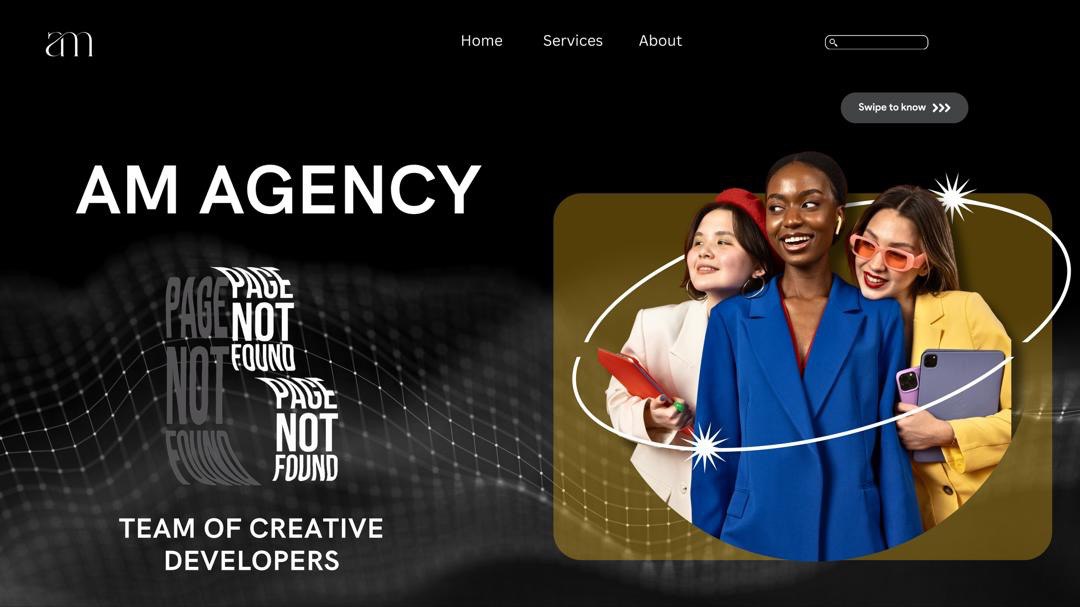 am
Home Services About
Swipe to know
AM AGENCY
PAGE
NOT
FOUND
PAGE
NOT
FOUND
PAGE
NOT
FOUND
TEAM OF CREATIVE
DEVELOPERS